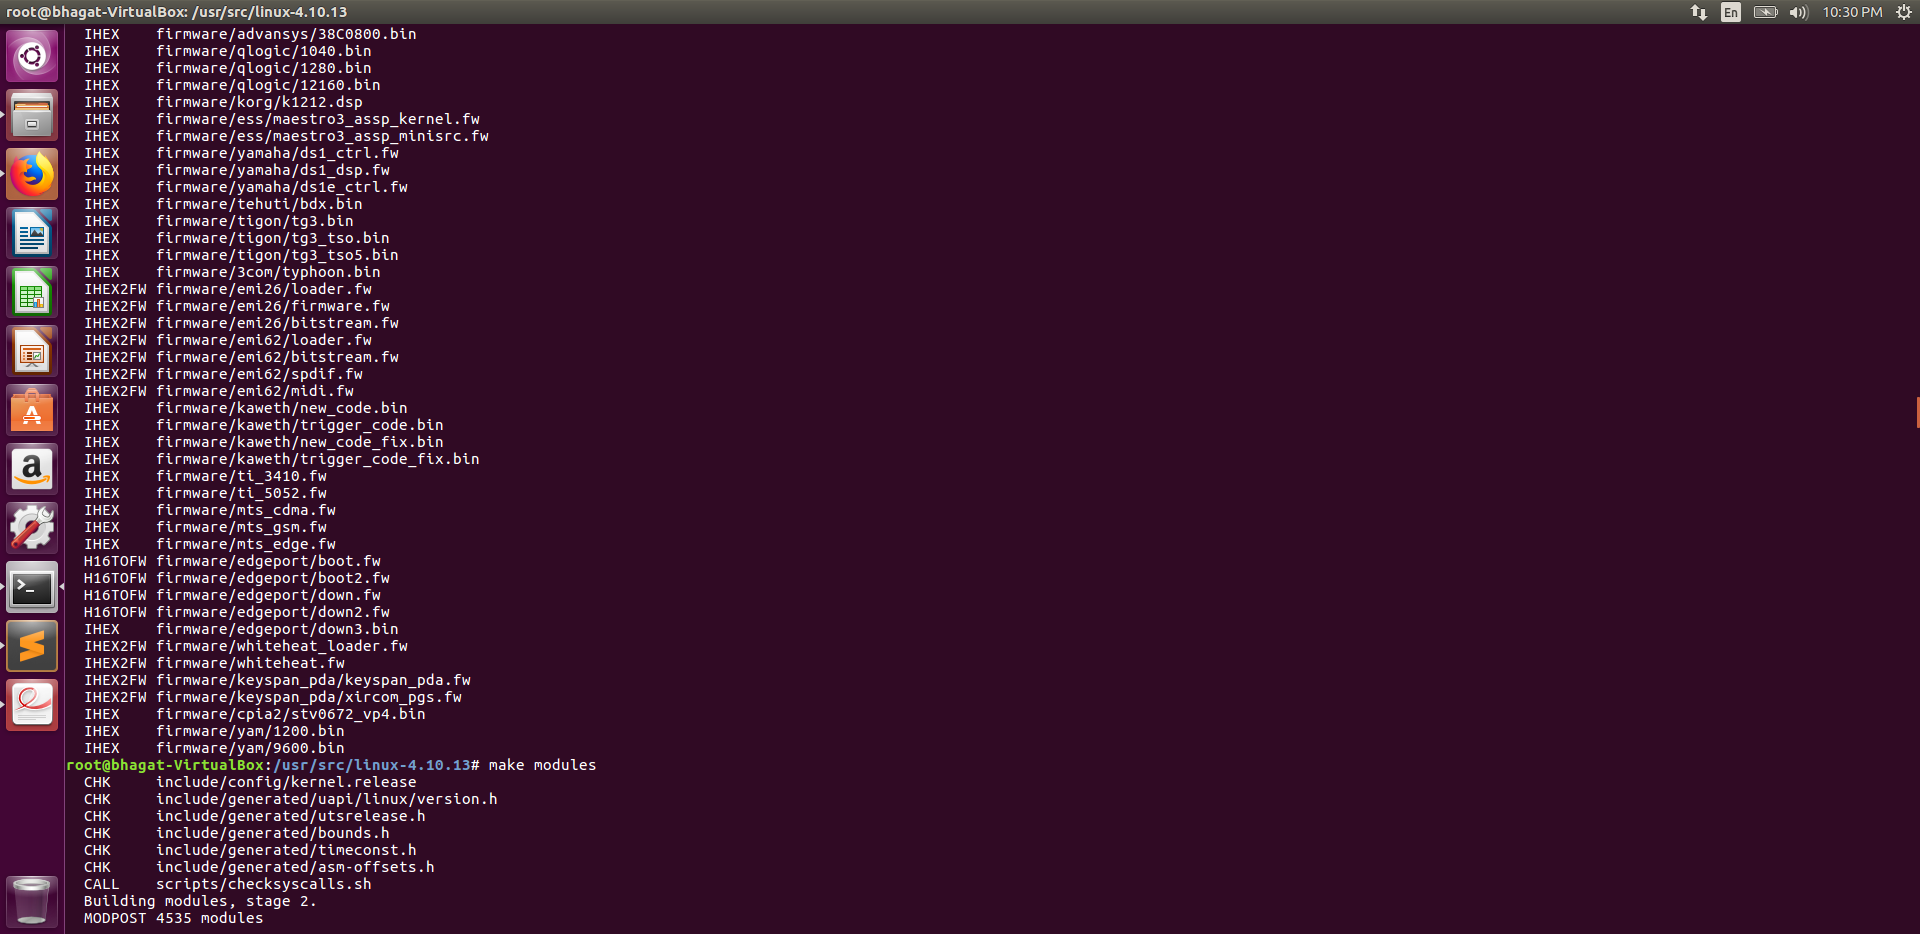 root@bhagat-VirtualBox: /usr/src/linux-4.10.13
En
10:30 PM
IHEX    firmware/advansys/38C0800.bin
IHEX    firmware/qlogic/1040.bin
IHEX    firmware/qlogic/1280.bin
IHEX    firmware/qlogic/12160.bin
IHEX    firmware/korg/k1212.dsp
IHEX    firmware/ess/maestro3_assp_kernel.fw
IHEX    firmware/ess/maestro3_assp_minisrc.fw
IHEX    firmware/yamaha/ds1_ctrl.fw
IHEX    firmware/yamaha/ds1_dsp.fw
IHEX    firmware/yamaha/ds1e_ctrl.fw
IHEX    firmware/tehuti/bdx.bin
IHEX    firmware/tigon/tg3.bin
IHEX    firmware/tigon/tg3_tso.bin
IHEX    firmware/tigon/tg3_tso5.bin
IHEX    firmware/3com/typhoon.bin
IHEX2FW firmware/emi26/loader.fw
IHEX2FW firmware/emi26/firmware.fw
IHEX2FW firmware/emi26/bitstream.fw
IHEX2FW firmware/emi62/loader.fw
IHEX2FW firmware/emi62/bitstream.fw
IHEX2FW firmware/emi62/spdif.fw
IHEX2FW firmware/emi62/midi.fw
IHEX    firmware/kaweth/new_code.bin
IHEX    firmware/kaweth/trigger_code.bin
IHEX    firmware/kaweth/new_code_fix.bin
IHEX    firmware/kaweth/trigger_code_fix.bin
IHEX    firmware/ti_3410.fw
IHEX    firmware/ti_5052.fw
IHEX    firmware/mts_cdma.fw
IHEX    firmware/mts_gsm.fw
IHEX    firmware/mts_edge.fw
H16TOFW firmware/edgeport/boot.fw
H16TOFW firmware/edgeport/boot2.fw
H16TOFW firmware/edgeport/down.fw
H16TOFW firmware/edgeport/down2.fw
IHEX    firmware/edgeport/down3.bin
IHEX2FW firmware/whiteheat_loader.fw
IHEX2FW firmware/whiteheat.fw
IHEX2FW firmware/keyspan_pda/keyspan_pda.fw
IHEX2FW firmware/keyspan_pda/xircom_pgs.fw
IHEX    firmware/cpia2/stv0672_vp4.bin
IHEX    firmware/yam/1200.bin
IHEX    firmware/yam/9600.bin
root@bhagat-VirtualBox:/usr/src/linux-4.10.13# make modules
CHK     include/config/kernel.release
CHK     include/generated/uapi/linux/version.h
CHK     include/generated/utsrelease.h
CHK     include/generated/bounds.h
CHK     include/generated/timeconst.h
CHK     include/generated/asm-offsets.h
CALL    scripts/checksyscalls.sh
Building modules, stage 2.
MODPOST 4535 modules